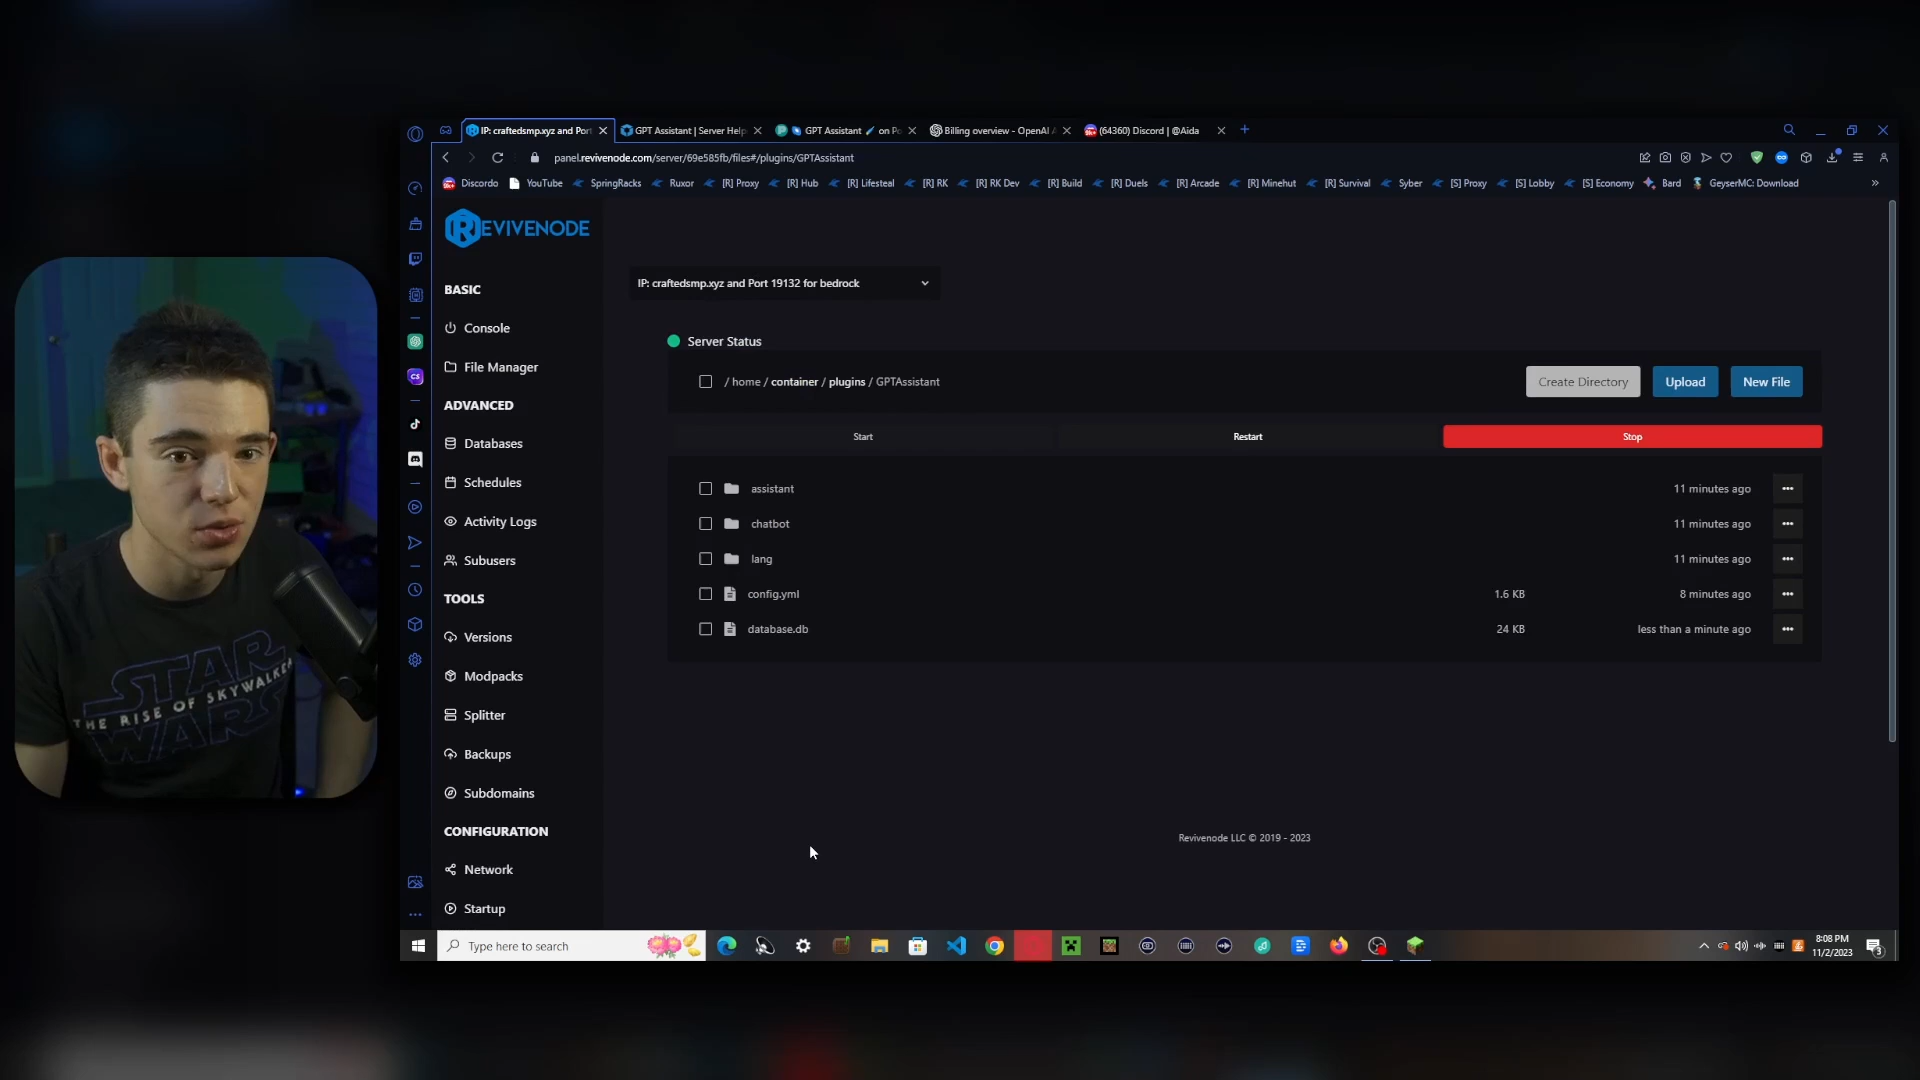 IP: craftedsmp.xyz and Port
GPT Assistant | Server Help
GPT Assistant on Po
Billing overview - OpenAI A
(64360) Discord | @Aida
panel.revivenode.com/server/69e585fb/files#/plugins/GPTAssistant
Discordo YouTube SpringRacks Ruxor [R] Proxy [R] Hub [R] Lifesteal [R] RK [R] RK Dev [R] Build [R] Duels [R] Arcade [R] Minehut [R] Survival Syber [S] Proxy [S] Lobby [S] Economy Bard GeyserMC: Download »
REVIVENODE
BASIC
Console
File Manager
ADVANCED
Databases
Schedules
Activity Logs
Subusers
TOOLS
Versions
Modpacks
Splitter
Backups
Subdomains
CONFIGURATION
Network
Startup
IP: craftedsmp.xyz and Port 19132 for bedrock
Server Status
/ home / container / plugins / GPTAssistant
Create Directory Upload New File
Start Restart Stop
assistant 11 minutes ago
chatbot 11 minutes ago
lang 11 minutes ago
config.yml 1.6 KB 8 minutes ago
database.db 24 KB less than a minute ago
Revivenode LLC © 2019 - 2023
STAR
THE RISE OF SKYWALKER
WARS
Type here to search
8:08 PM
11/2/2023
3